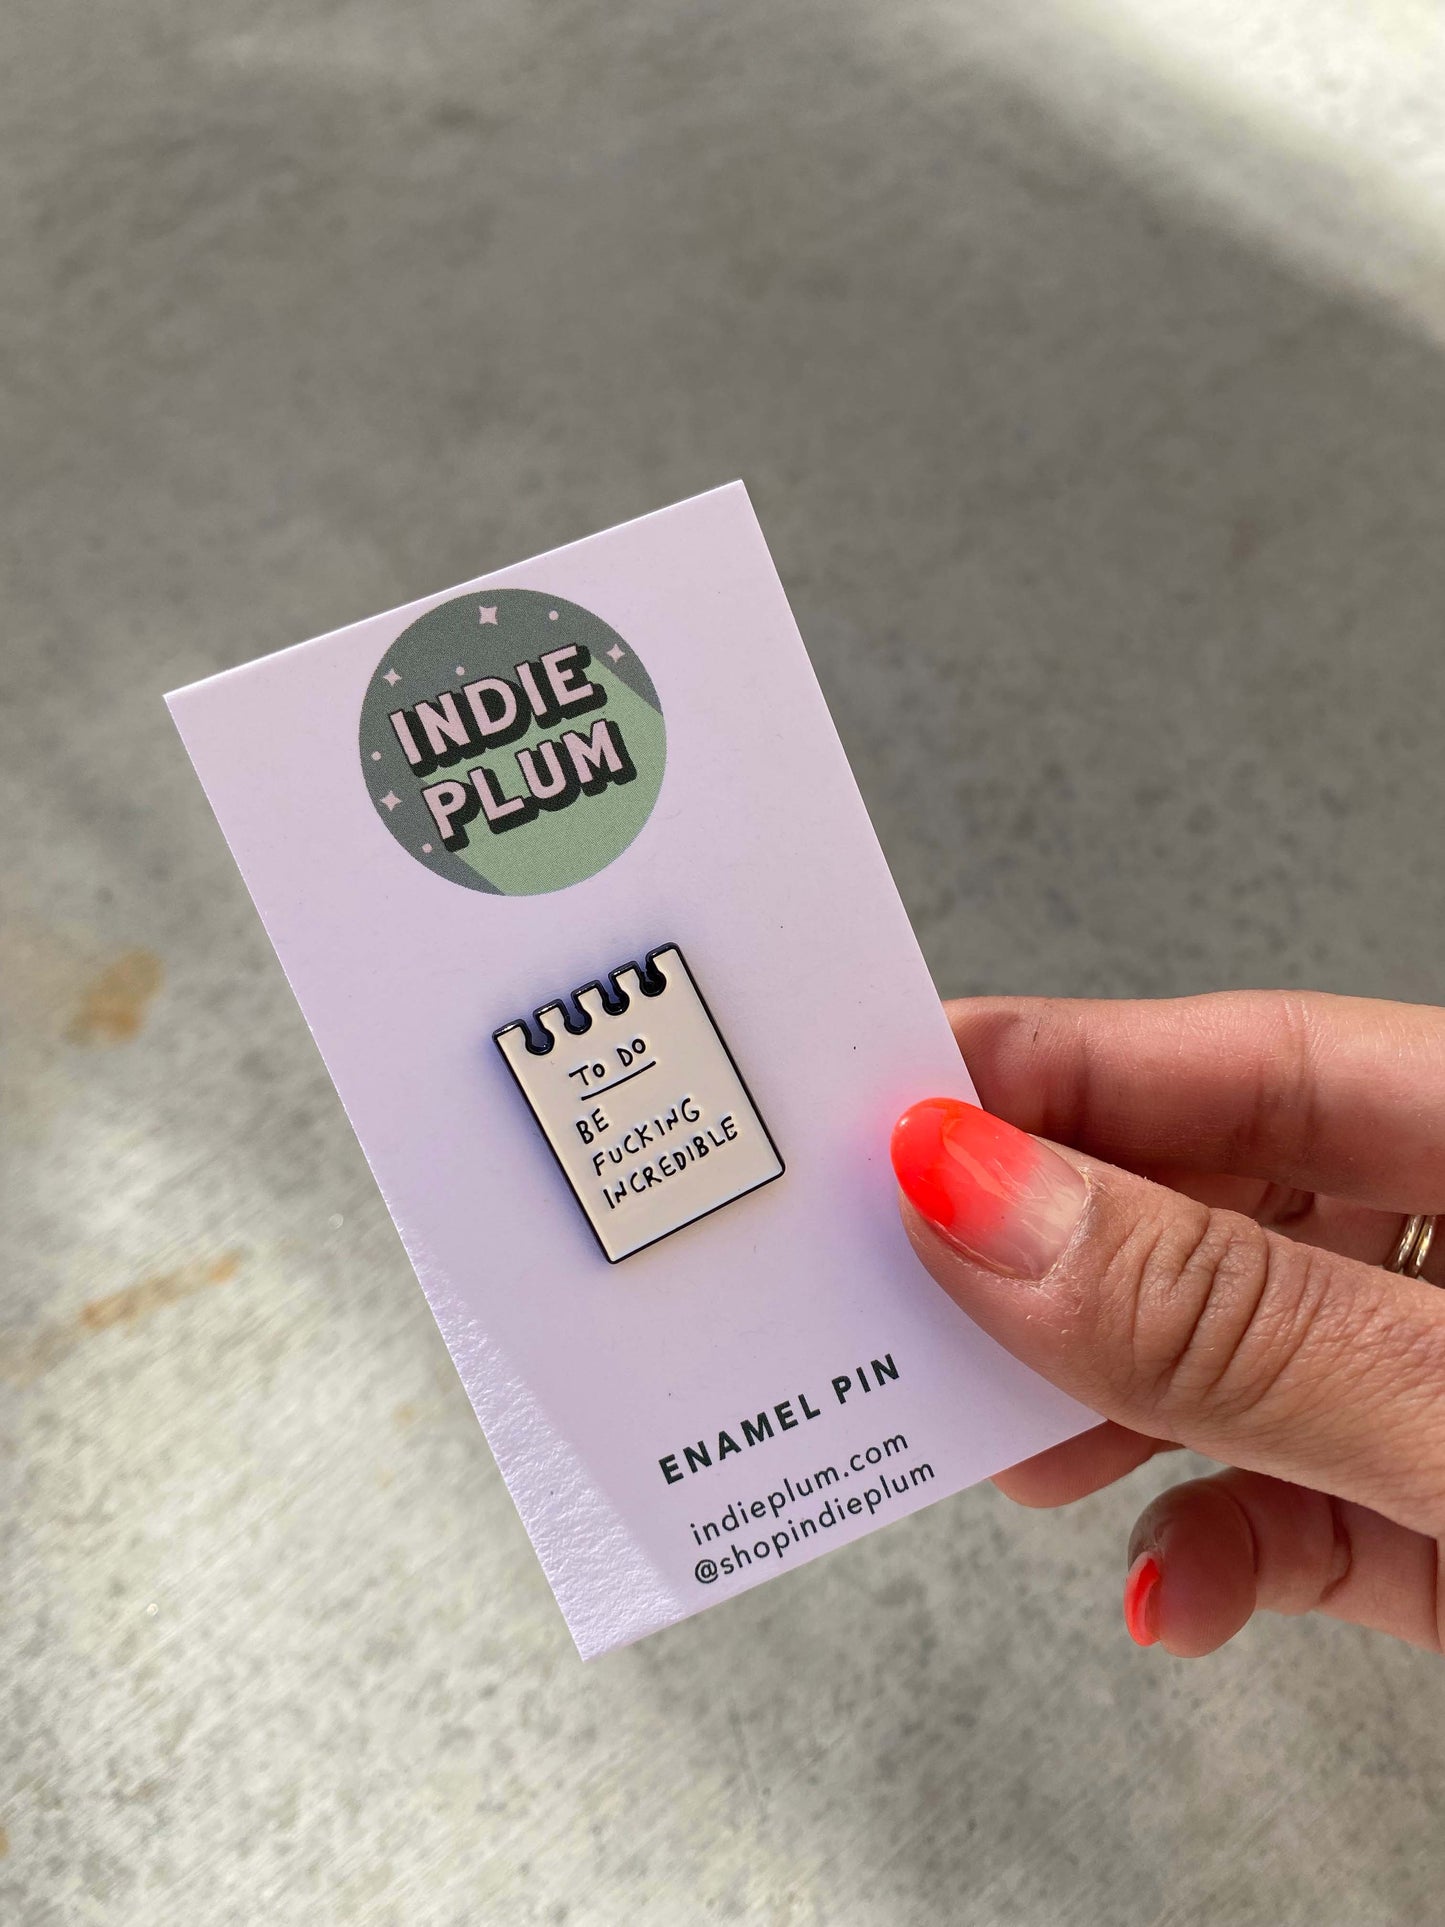 INDIE
PLUM
TO DO
BE
FUCKING
INCREDIBLE
ENAMEL PIN
indieplum.com
@shopindieplum